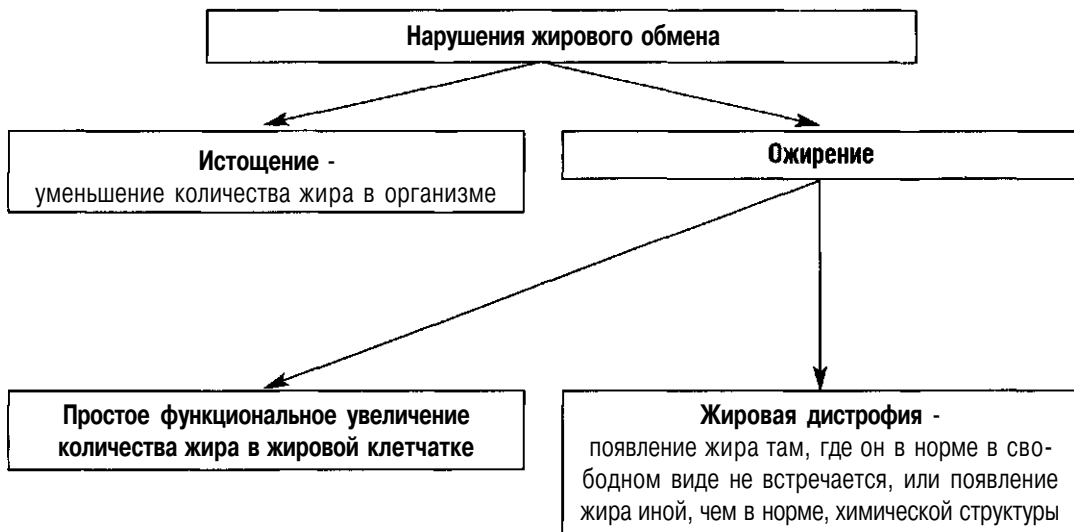 Нарушения жирового обмена
Истощение -
уменьшение количества жира в организме
Ожирение
Простое функциональное увеличение
количества жира в жировой клетчатке
Жировая дистрофия -
появление жира там, где он в норме в сво-
бодном виде не встречается, или появление
жира иной, чем в норме, химической структуры